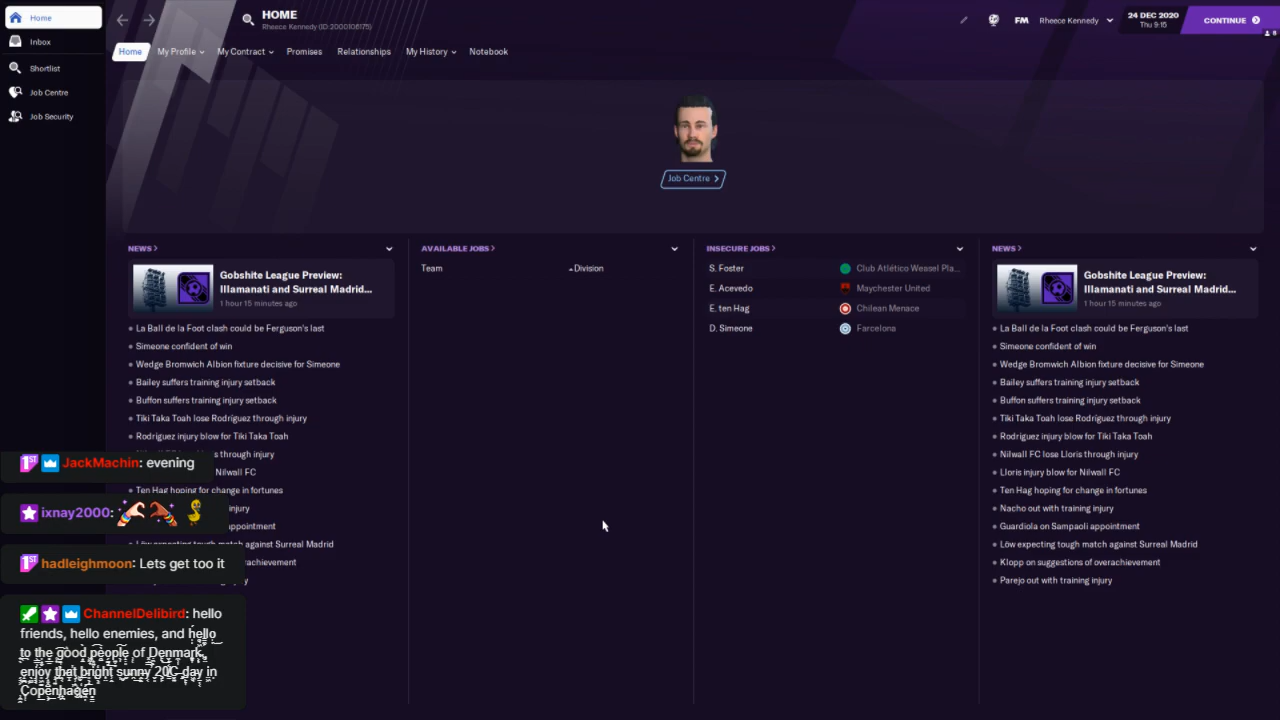 Home
Inbox
Shortlist
Job Centre
Job Security
HOME
Rheece Kennedy
FM
Rheece Kennedy
24 DEC 2020
Thu 9:15
CONTINUE
8
Home
My Profile
My Contract
Promises
Relationships
My History
Notebook
Job Centre
NEWS
Gobshite League Preview:
Illamanati and Surreal Madrid...
1 hour 15 minutes ago
La Ball de la Foot clash could be Ferguson's last
Simeone confident of win
Wedge Bromwich Albion fixture decisive for Simeone
Bailey suffers training injury setback
Buffon suffers training injury setback
Tiki Taka Toah lose Rodríguez through injury
Rodríguez injury blow for Tiki Taka Toah
through injury
Nilwall FC
Ten Hag hoping for change in fortunes
injury
appointment
Löw expecting tough match against Surreal Madrid
AVAILABLE JOBS
Team
Division
INSECURE JOBS
S. Foster
Club Atlético Weasel Pla...
E. Acevedo
Maychester United
E. ten Hag
Chilean Menace
D. Simeone
Farcelona
NEWS
Gobshite League Preview:
Illamanati and Surreal Madrid...
1 hour 15 minutes ago
La Ball de la Foot clash could be Ferguson's last
Simeone confident of win
Wedge Bromwich Albion fixture decisive for Simeone
Bailey suffers training injury setback
Buffon suffers training injury setback
Tiki Taka Toah lose Rodríguez through injury
Rodríguez injury blow for Tiki Taka Toah
Nilwall FC lose Lloris through injury
Lloris injury blow for Nilwall FC
Ten Hag hoping for change in fortunes
Nacho out with training injury
Guardiola on Sampaoli appointment
Löw expecting tough match against Surreal Madrid
Klopp on suggestions of overachievement
Parejo out with training injury
1ST JackMachin: evening
ixnay2000:
1ST hadleighmoon: Lets get too it
ChannelDelibird: hello
friends, hello enemies, and hello
to the good people of Denmark,
enjoy that bright sunny 20C day in
Copenhagen